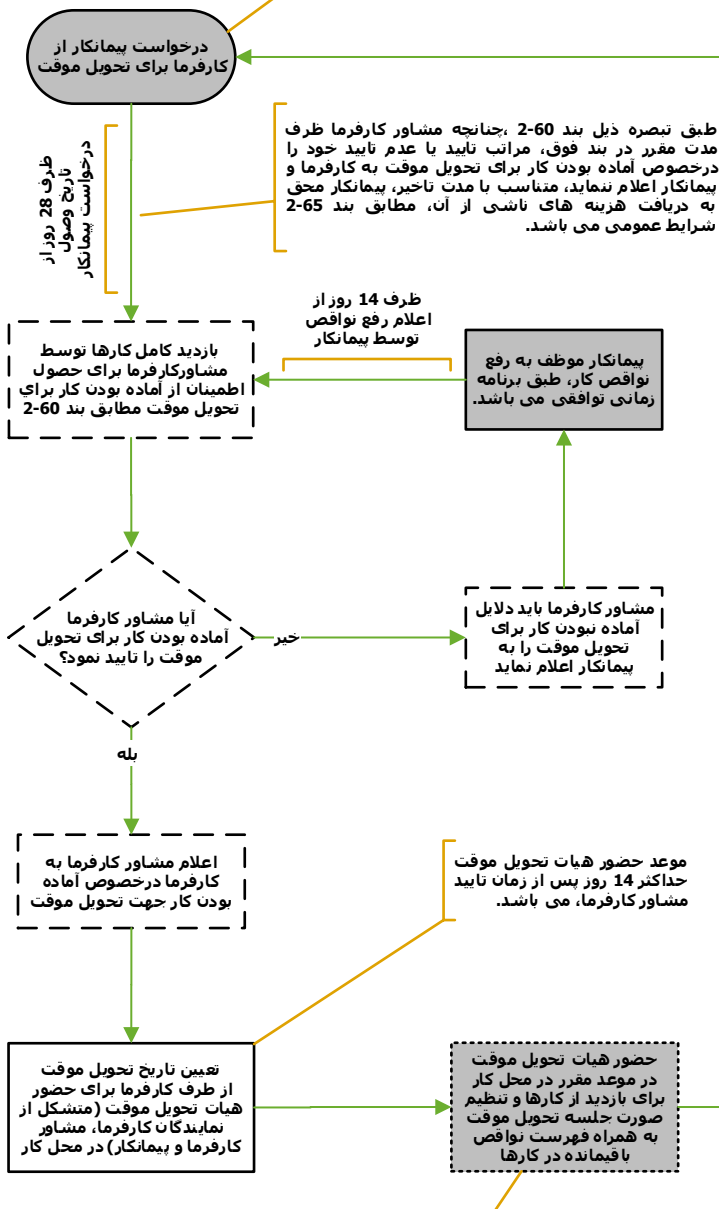 درخواست پیمانکار از
کارفرما برای تحویل موقت
طبق تبصره ذیل بند 60-2 ،چنانچه مشاور کارفرما ظرف
مدت مقرر در بند فوق، مراتب تایید یا عدم تایید خود را
درخصوص آماده بودن کار برای تحویل موقت به کارفرما و
پیمانکار اعلام ننماید، متناسب با مدت تاخیر، پیمانکار محق
به دریافت هزینه های ناشی از آن، مطابق بند 65-2
شرایط عمومی می باشد.
ظرف 28 روز از
تاریخ وصول
درخواست پیمانکار
بازدید کامل کارها توسط
مشاورکارفرما برای حصول
اطمینان از آماده بودن کار براي
تحویل موقت مطابق بند 60-2
ظرف 14 روز از
اعلام رفع نواقص
توسط پیمانکار
پیمانکار موظف به رفع
نواقص کار، طبق برنامه
زمانی توافقی می باشد.
آیا مشاور کارفرما
آماده بودن کار برای تحویل
موقت را تایید نمود؟
خیر
مشاور کارفرما باید دلایل
آماده نبودن کار برای
تحویل موقت را به
پیمانکار اعلام نماید
بله
اعلام مشاور کارفرما به
کارفرما درخصوص آماده
بودن کار جهت تحویل موقت
موعد حضور هیات تحویل موقت
حداکثر 14 روز پس از زمان تایید
مشاور کارفرما، می باشد.
تعیین تاریخ تحویل موقت
از طرف کارفرما برای حضور
هیات تحویل موقت (متشکل از
نمایندگان کارفرما، مشاور
کارفرما و پیمانکار) در محل کار
حضور هیات تحویل موقت
در موعد مقرر در محل کار
برای بازدید از کارها و تنظیم
صورت جلسه تحویل موقت
به همراه فهرست نواقص
باقیمانده در کارها